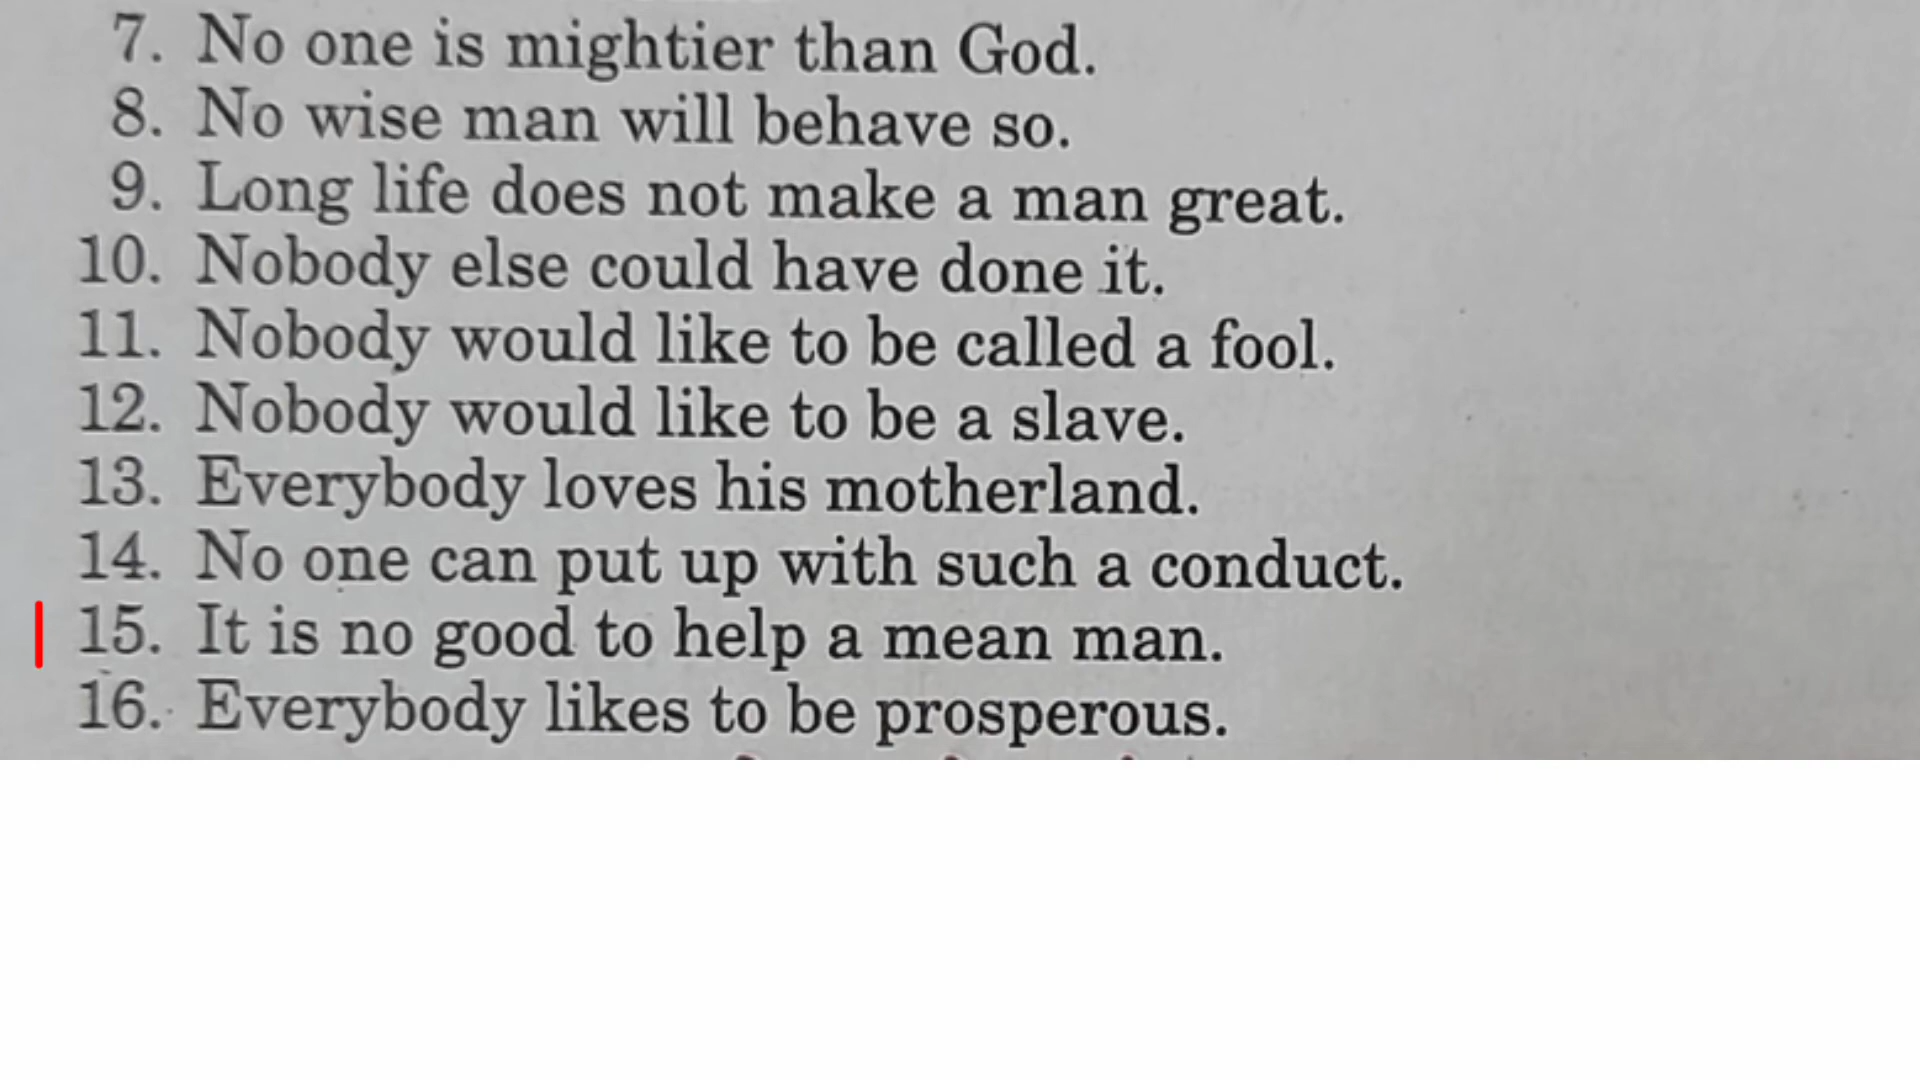 7. No one is mightier than God.
8. No wise man will behave so.
9. Long life does not make a man great.
10. Nobody else could have done it.
11. Nobody would like to be called a fool.
12. Nobody would like to be a slave.
13. Everybody loves his motherland.
14. No one can put up with such a conduct.
15. It is no good to help a mean man.
16. Everybody likes to be prosperous.